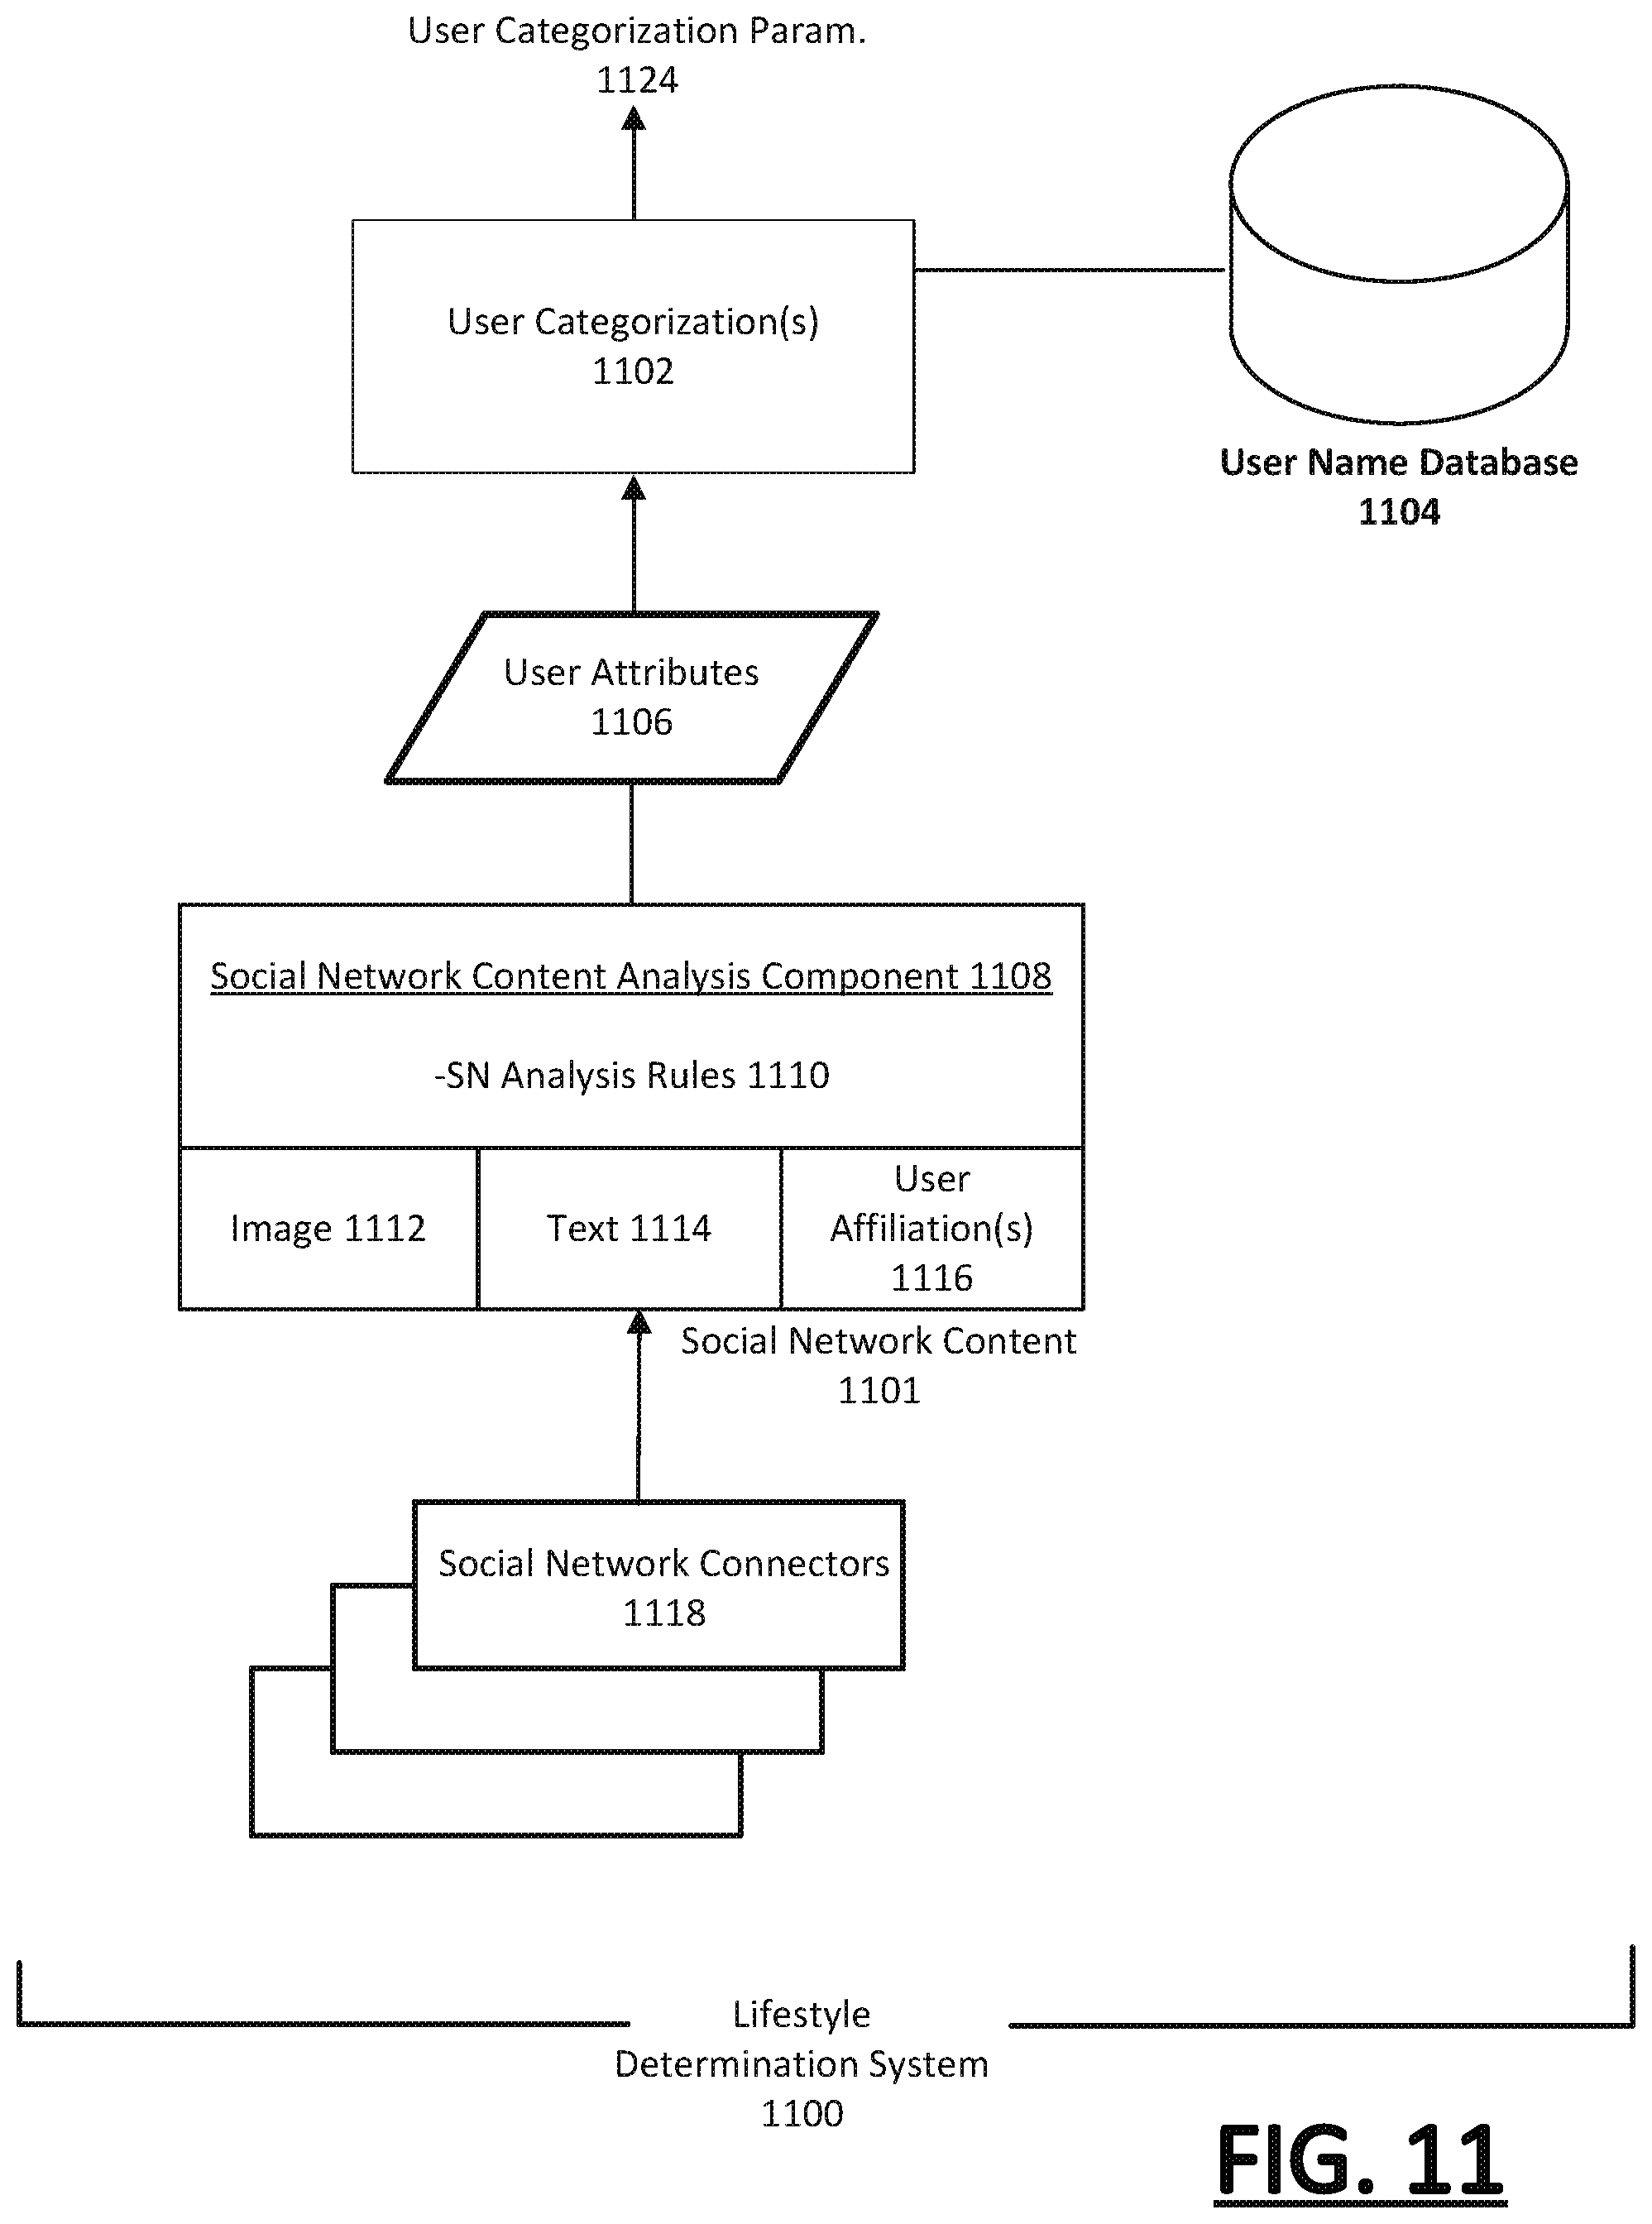 User Categorization Param.
1124
User Categorization(s)
1102
User Name Database
1104
User Attributes
1106
Social Network Content Analysis Component 1108
-SN Analysis Rules 1110
Image 1112
Text 1114
User
Affiliation(s)
1116
Social Network Content
1101
Social Network Connectors
1118
Lifestyle
Determination System
1100
FIG. 11